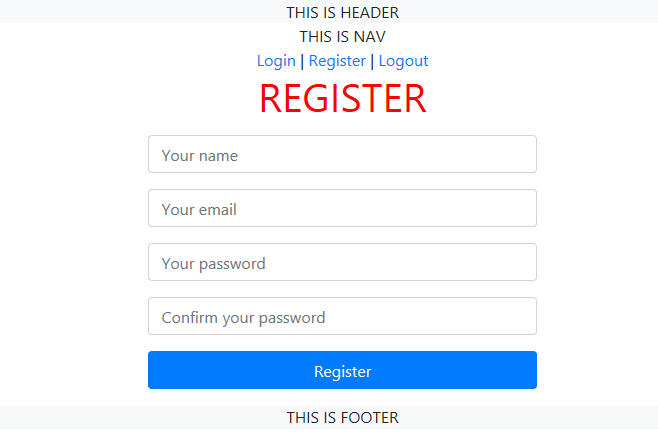 THIS IS HEADER
THIS IS NAV
Login | Register | Logout
REGISTER
Your name
Your email
Your password
Confirm your password
Register
THIS IS FOOTER